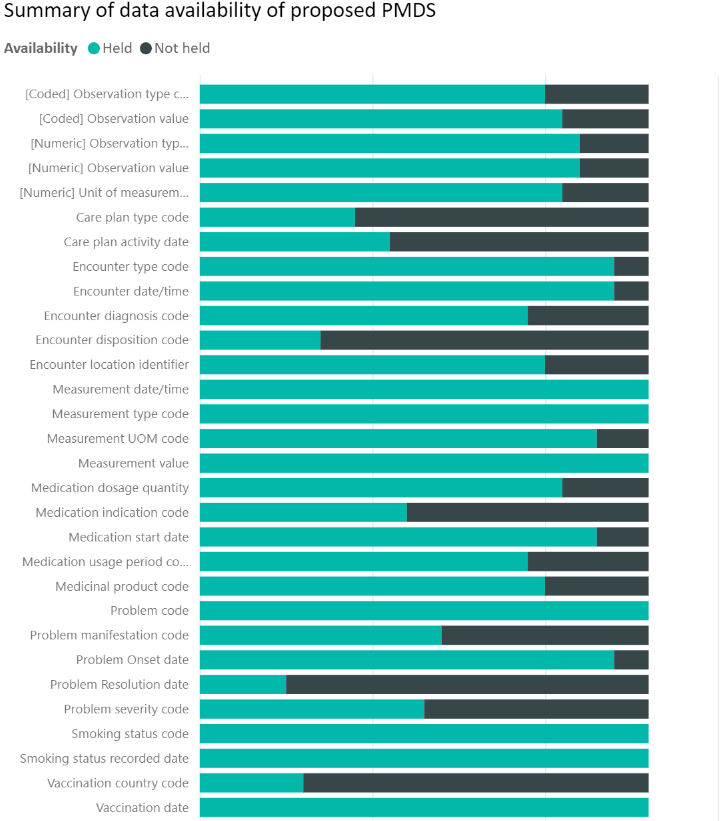 Summary of data availability of proposed PMDS
Availability Held Not held
[Coded] Observation type c...
[Coded] Observation value
[Numeric] Observation typ...
[Numeric] Observation value
[Numeric] Unit of measurem...
Care plan type code
Care plan activity date
Encounter type code
Encounter date/time
Encounter diagnosis code
Encounter disposition code
Encounter location identifier
Measurement date/time
Measurement type code
Measurement UOM code
Measurement value
Medication dosage quantity
Medication indication code
Medication start date
Medication usage period co...
Medicinal product code
Problem code
Problem manifestation code
Problem Onset date
Problem Resolution date
Problem severity code
Smoking status code
Smoking status recorded date
Vaccination country code
Vaccination date